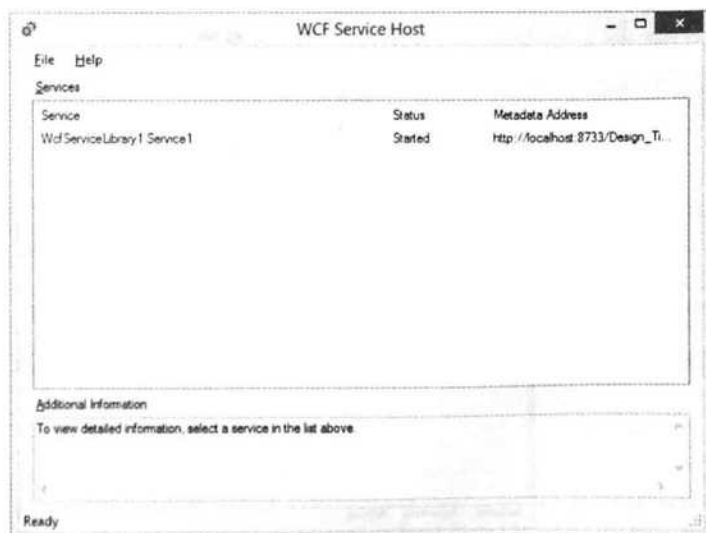 WCF Service Host
File Help
Services
Service Status Metadata Address
WcfServiceLibrary1.Service1 Started http://localhost:8733/Design_Ti...
Additional Information
To view detailed information, select a service in the list above.
Ready